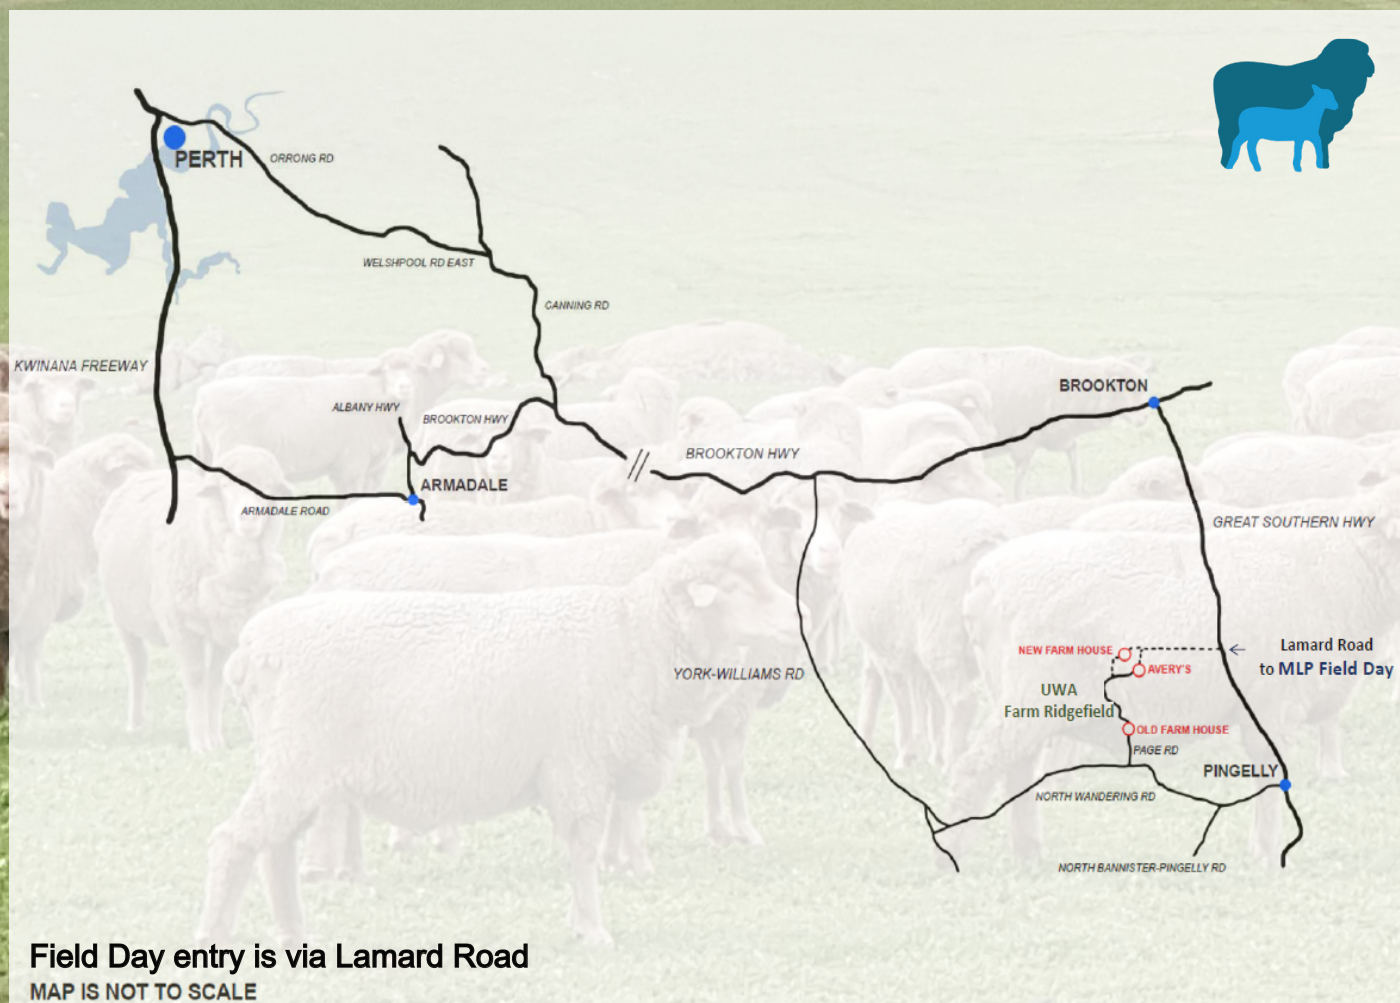 PERTH
ORRONG RD
WELSHPOOL RD EAST
CANNING RD
KWINANA FREEWAY
ALBANY HWY
BROOKTON HWY
BROOKTON
BROOKTON HWY
ARMADALE
ARMADALE ROAD
GREAT SOUTHERN HWY
NEW FARM HOUSE
Lamard Road
to MLP Field Day
AVERY'S
YORK-WILLIAMS RD
UWA
Farm Ridgefield
OLD FARM HOUSE
PAGE RD
PINGELLY
NORTH WANDERING RD
NORTH BANNISTER-PINGELLY RD
Field Day entry is via Lamard Road
MAP IS NOT TO SCALE